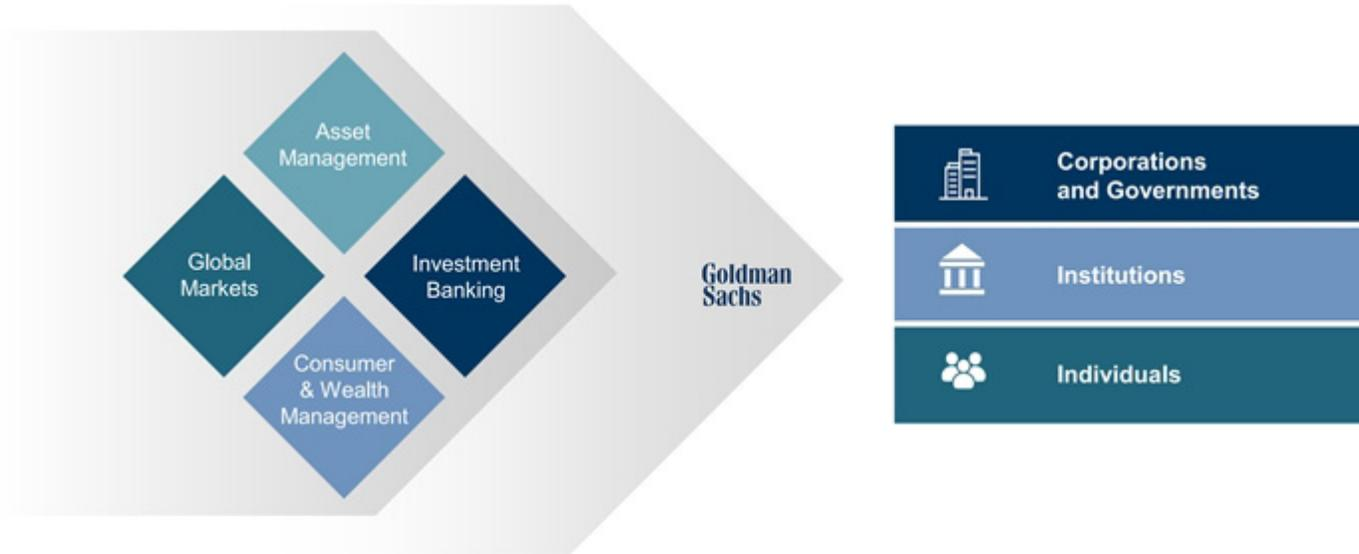 Asset
Management
Global
Markets
Investment
Banking
Consumer
& Wealth
Management
Goldman
Sachs
Corporations
and Governments
Institutions
Individuals